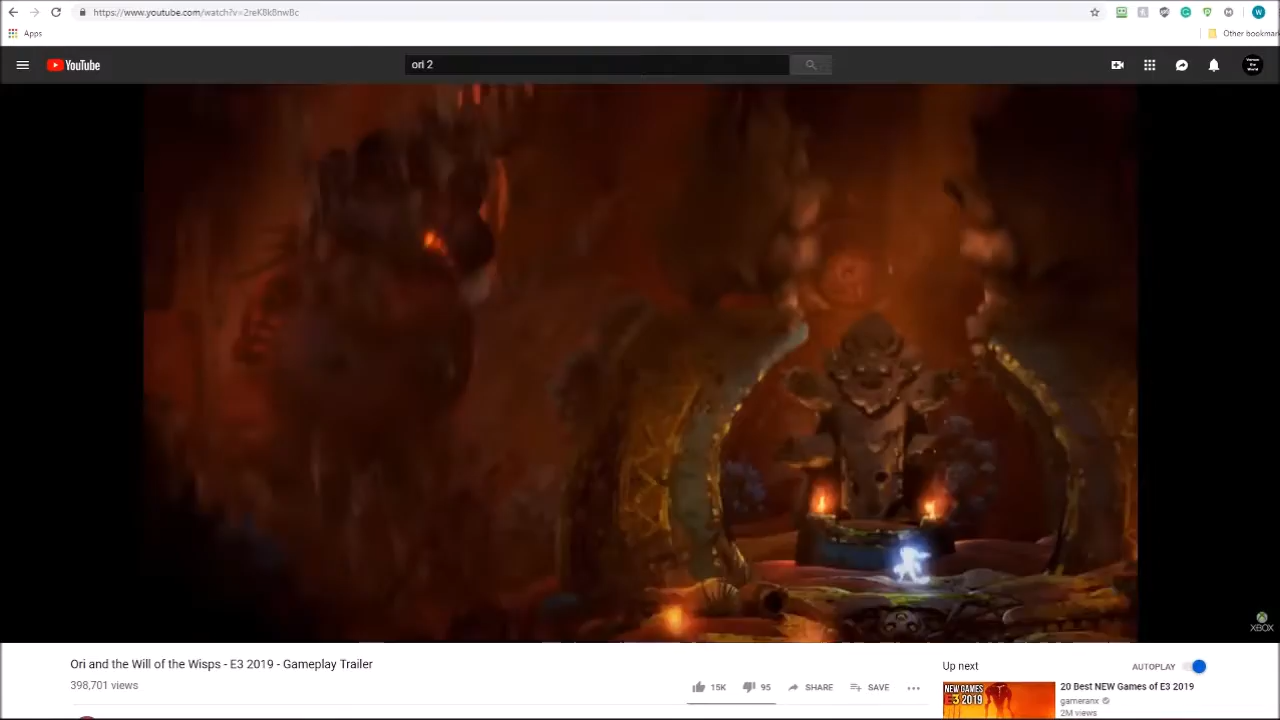 https://www.youtube.com/watch?v=2reK8k8nwBc
Apps
Other bookmar
YouTube
ori 2
XBOX
Ori and the Will of the Wisps - E3 2019 - Gameplay Trailer
398,701 views
15K
95
SHARE
SAVE
Up next
AUTOPLAY
NEW GAMES
E3 2019
20 Best NEW Games of E3 2019
gameranx
2M views